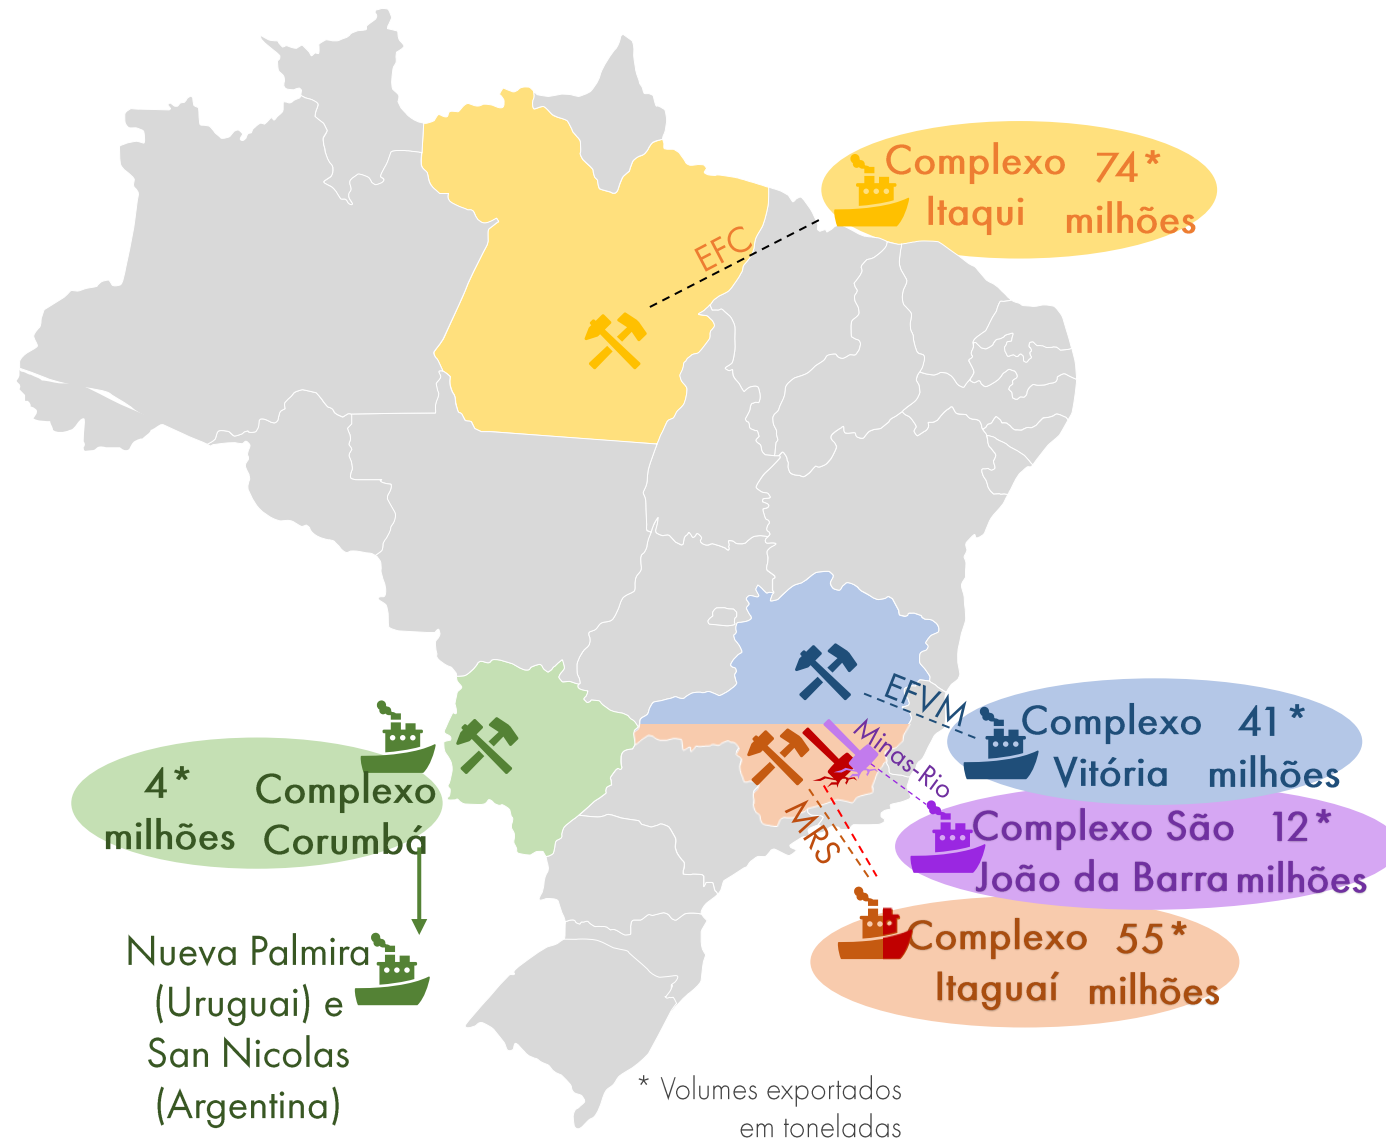 Complexo 74*
Itaqui milhões
EFC
EFVM
Complexo 41*
Vitória milhões
Minas-Rio
4* Complexo
milhões Corumbá
MRS
Complexo São 12*
João da Barra milhões
Complexo 55*
Itaguaí milhões
Nueva Palmira
(Uruguai) e
San Nicolas
(Argentina)
* Volumes exportados
em toneladas